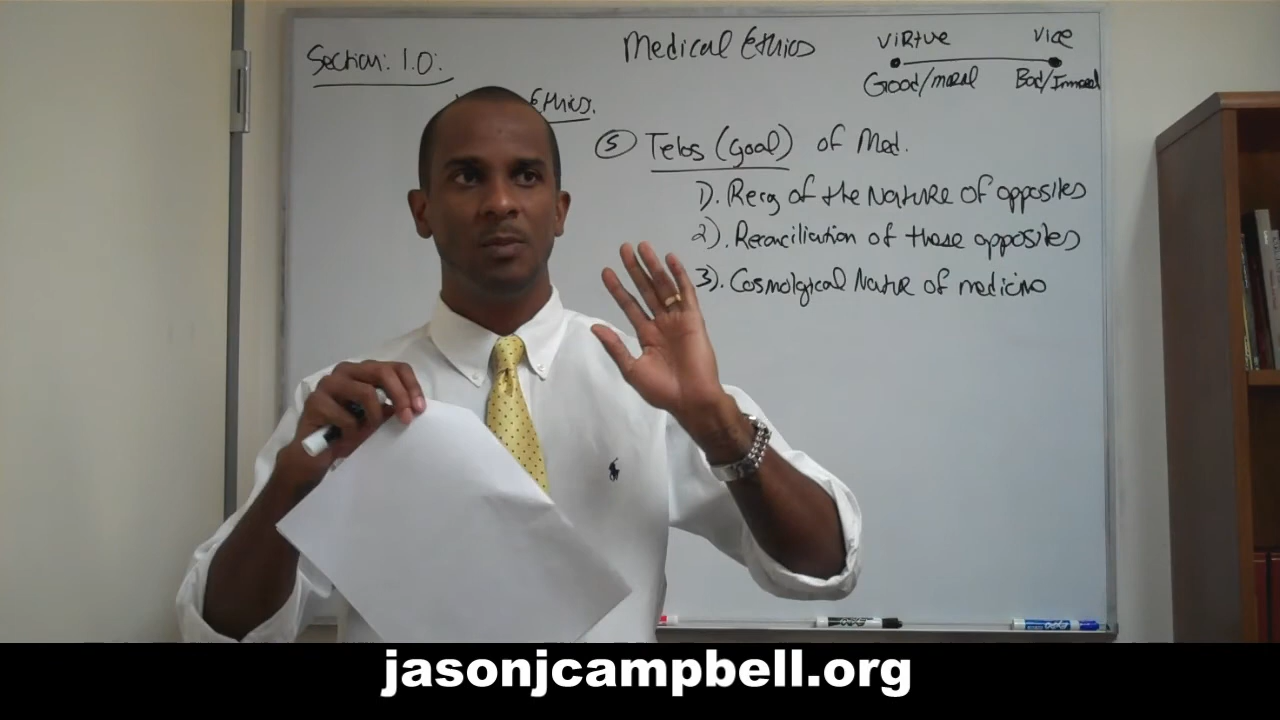 Section: 1.0:
Medical Ethics
Virtue Vice
Good/moral Bad/Immoral
Ethics.
5 Telos (goal) of Med.
1). Recg of the Nature of opposites
2). Reconciliation of those opposites
3). Cosmological Nature of medicine
jasonjcampbell.org